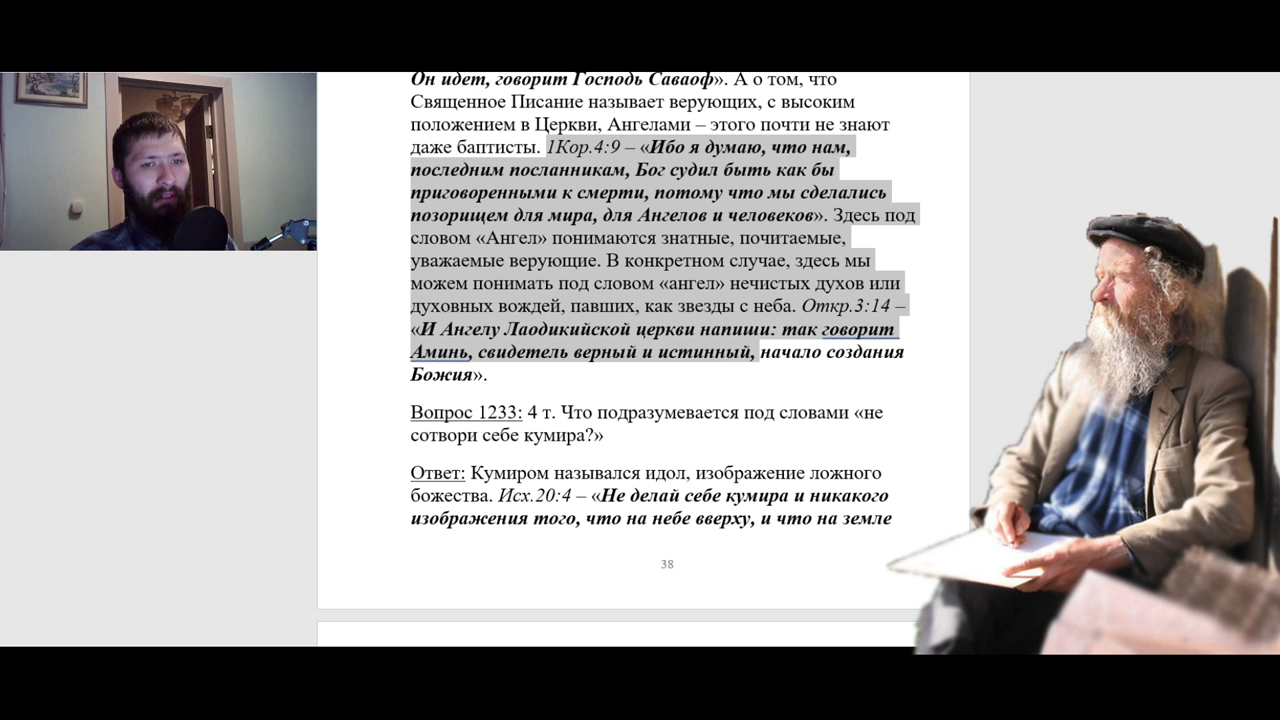 Он идет, говорит Господь Саваоф». А о том, что
Священное Писание называет верующих, с высоким
положением в Церкви, Ангелами – этого почти не знают
даже баптисты. 1Кор.4:9 – «Ибо я думаю, что нам,
последним посланникам, Бог судил быть как бы
приговоренными к смерти, потому что мы сделались
позорищем для мира, для Ангелов и человеков». Здесь под
словом «Ангел» понимаются знатные, почитаемые,
уважаемые верующие. В конкретном случае, здесь мы
можем понимать под словом «ангел» нечистых духов или
духовных вождей, павших, как звезды с неба. Откр.3:14 –
«И Ангелу Лаодикийской церкви напиши: так говорит
Аминь, свидетель верный и истинный, начало создания
Божия».
Вопрос 1233: 4 т. Что подразумевается под словами «не
сотвори себе кумира?»
Ответ: Кумиром назывался идол, изображение ложного
божества. Исх.20:4 – «Не делай себе кумира и никакого
изображения того, что на небе вверху, и что на земле
38